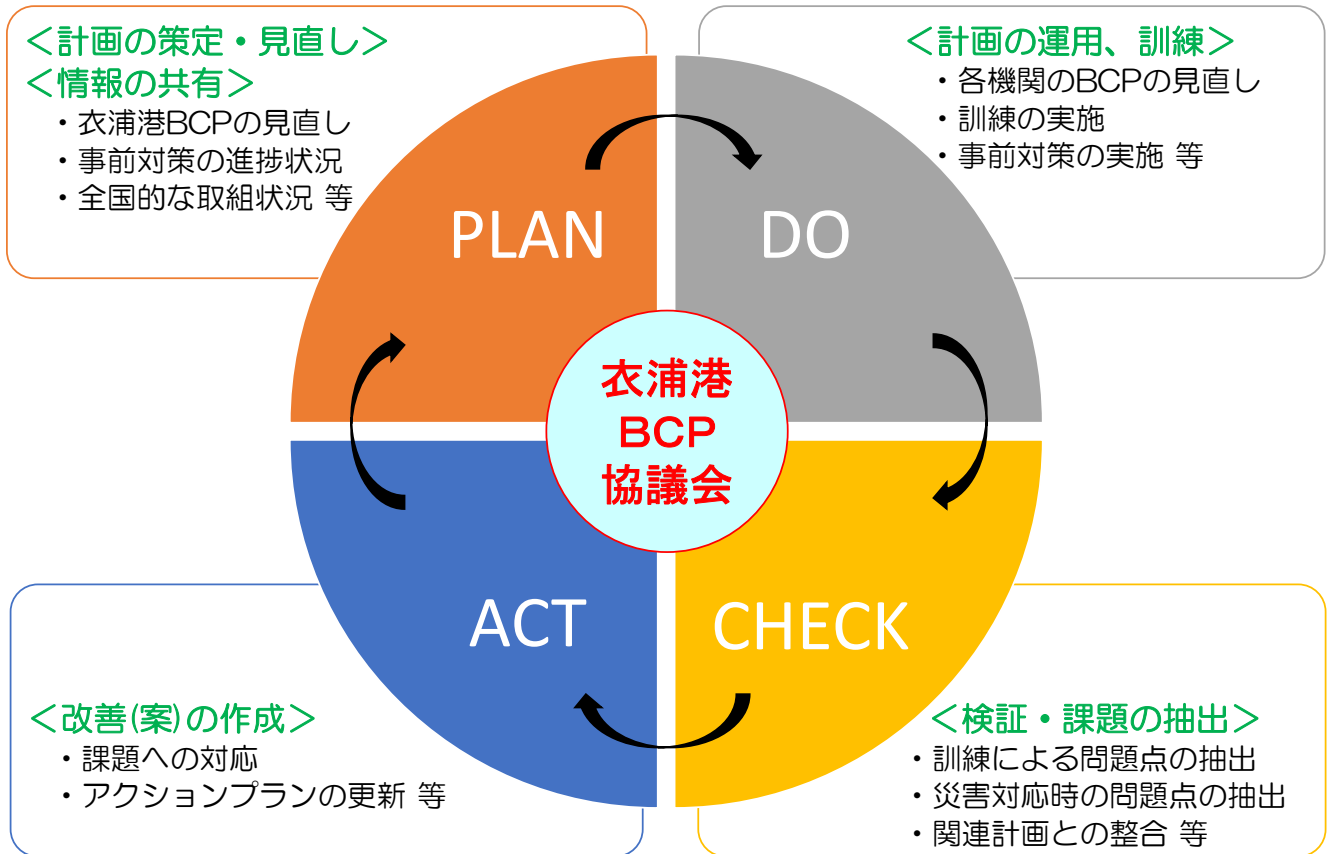 ＜計画の策定・見直し＞
＜情報の共有＞
・衣浦港BCPの見直し
・事前対策の進捗状況
・全国的な取組状況 等
PLAN
＜計画の運用、訓練＞
・各機関のBCPの見直し
・訓練の実施
・事前対策の実施 等
DO
衣浦港
BCP
協議会
ACT
＜改善(案)の作成＞
・課題への対応
・アクションプランの更新 等
CHECK
＜検証・課題の抽出＞
・訓練による問題点の抽出
・災害対応時の問題点の抽出
・関連計画との整合 等